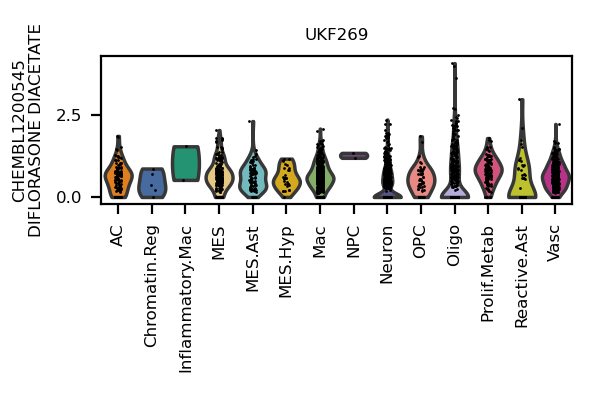 UKF269
CHEMBL1200545
DIFLORASONE DIACETATE
2.5
0.0
AC
Chromatin.Reg
Inflammatory.Mac
MES
MES.Ast
MES.Hyp
Mac
NPC
Neuron
OPC
Oligo
Prolif.Metab
Reactive.Ast
Vasc